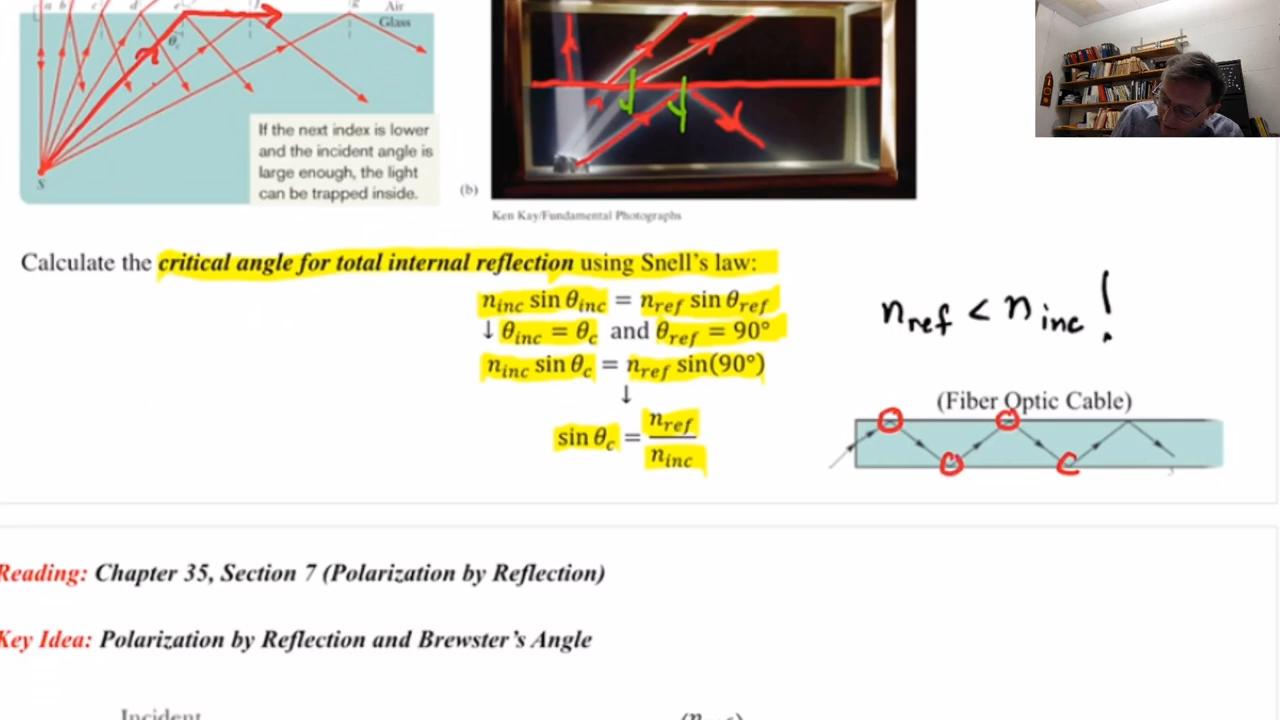 a b c d e f g Air
Glass
θc
S
If the next index is lower
and the incident angle is
large enough, the light
can be trapped inside.
(b)
Ken Kay/Fundamental Photographs
Calculate the critical angle for total internal reflection using Snell's law:
n_inc sin θ_inc = n_ref sin θ_ref
↓ θ_inc = θ_c and θ_ref = 90°
n_inc sin θ_c = n_ref sin(90°)
↓
sin θ_c = n_ref / n_inc
n_ref < n_inc !
(Fiber Optic Cable)
Reading: Chapter 35, Section 7 (Polarization by Reflection)
Key Idea: Polarization by Reflection and Brewster's Angle
Incident